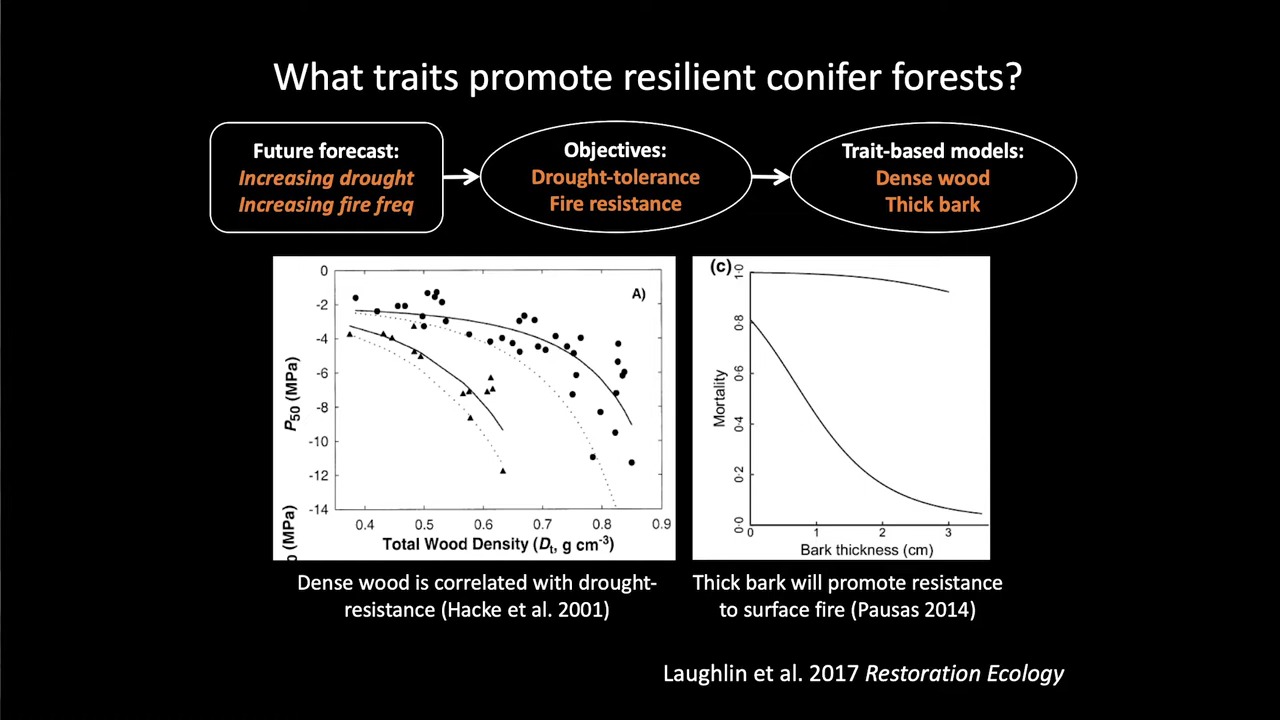 What traits promote resilient conifer forests?
Future forecast:
Increasing drought
Increasing fire freq
Objectives:
Drought-tolerance
Fire resistance
Trait-based models:
Dense wood
Thick bark
A)
0
-2
-4
-6
-8
-10
-12
-14
P50 (MPa)
(MPa)
0.4 0.5 0.6 0.7 0.8 0.9
Total Wood Density (Dt, g cm-3)
(c)
1·0
0·8
0·6
0·4
0·2
0·0
Mortality
0 1 2 3
Bark thickness (cm)
Dense wood is correlated with drought-
resistance (Hacke et al. 2001)
Thick bark will promote resistance
to surface fire (Pausas 2014)
Laughlin et al. 2017 Restoration Ecology